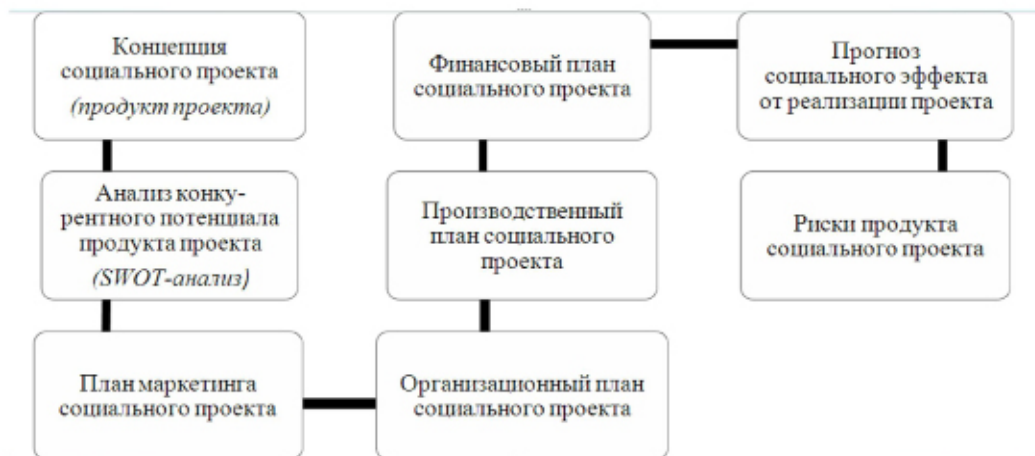 Концепция
социального проекта
(продукт проекта)
Анализ конку-
рентного потенциала
продукта проекта
(SWOT-анализ)
План маркетинга
социального проекта
Организационный план
социального проекта
Производственный
план социального
проекта
Финансовый план
социального проекта
Прогноз
социального эффекта
от реализации проекта
Риски продукта
социального проекта